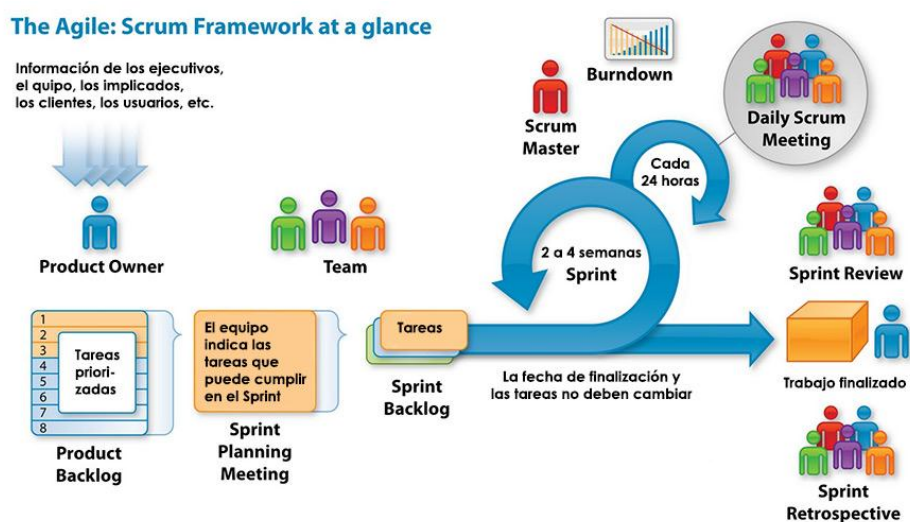 The Agile: Scrum Framework at a glance
Información de los ejecutivos,
el quipo, los implicados,
los clientes, los usuarios, etc.
Product Owner
Team
Scrum
Master
Burndown
Daily Scrum
Meeting
Cada
24 horas
2 a 4 semanas
Sprint
Sprint Review
1
2
3
4
5
6
7
8
Tareas
priori-
zadas
Product
Backlog
El equipo
indica las
tareas que
puede cumplir
en el Sprint
Sprint
Planning
Meeting
Tareas
Sprint
Backlog
La fecha de finalización y
las tareas no deben cambiar
Trabajo finalizado
Sprint
Retrospective